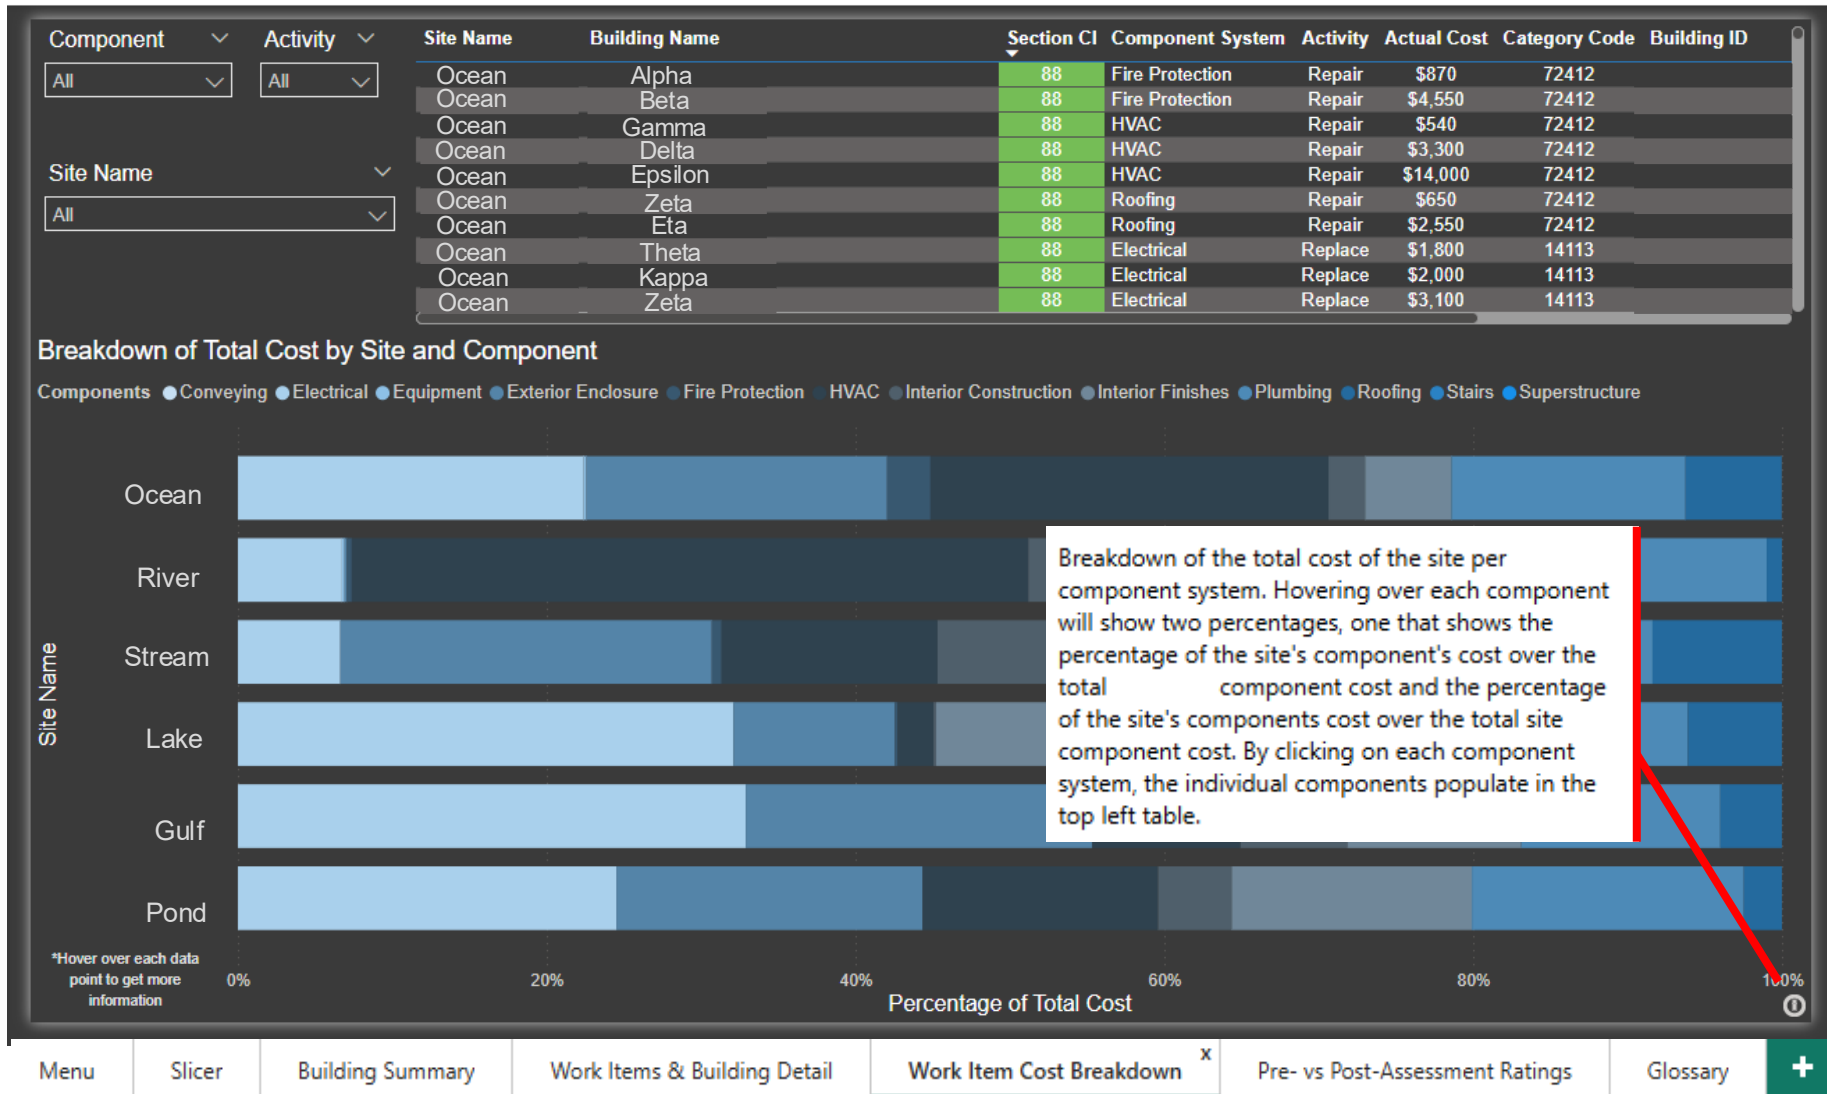 Component
Activity
All
All
Site Name
All
Site Name Building Name Section CI Component System Activity Actual Cost Category Code Building ID
Ocean Alpha 88 Fire Protection Repair $870 72412
Ocean Beta 88 Fire Protection Repair $4,550 72412
Ocean Gamma 88 HVAC Repair $540 72412
Ocean Delta 88 HVAC Repair $3,300 72412
Ocean Epsilon 88 HVAC Repair $14,000 72412
Ocean Zeta 88 Roofing Repair $650 72412
Ocean Eta 88 Roofing Repair $2,550 72412
Ocean Theta 88 Electrical Replace $1,800 14113
Ocean Kappa 88 Electrical Replace $2,000 14113
Ocean Zeta 88 Electrical Replace $3,100 14113
Breakdown of Total Cost by Site and Component
Components Conveying Electrical Equipment Exterior Enclosure Fire Protection HVAC Interior Construction Interior Finishes Plumbing Roofing Stairs Superstructure
Site Name
Ocean
River
Stream
Lake
Gulf
Pond
Breakdown of the total cost of the site per
component system. Hovering over each component
will show two percentages, one that shows the
percentage of the site's component's cost over the
total component cost and the percentage
of the site's components cost over the total site
component cost. By clicking on each component
system, the individual components populate in the
top left table.
*Hover over each data
point to get more
information
0% 20% 40% 60% 80% 100%
Percentage of Total Cost
Menu Slicer Building Summary Work Items & Building Detail Work Item Cost Breakdown x Pre- vs Post-Assessment Ratings Glossary +